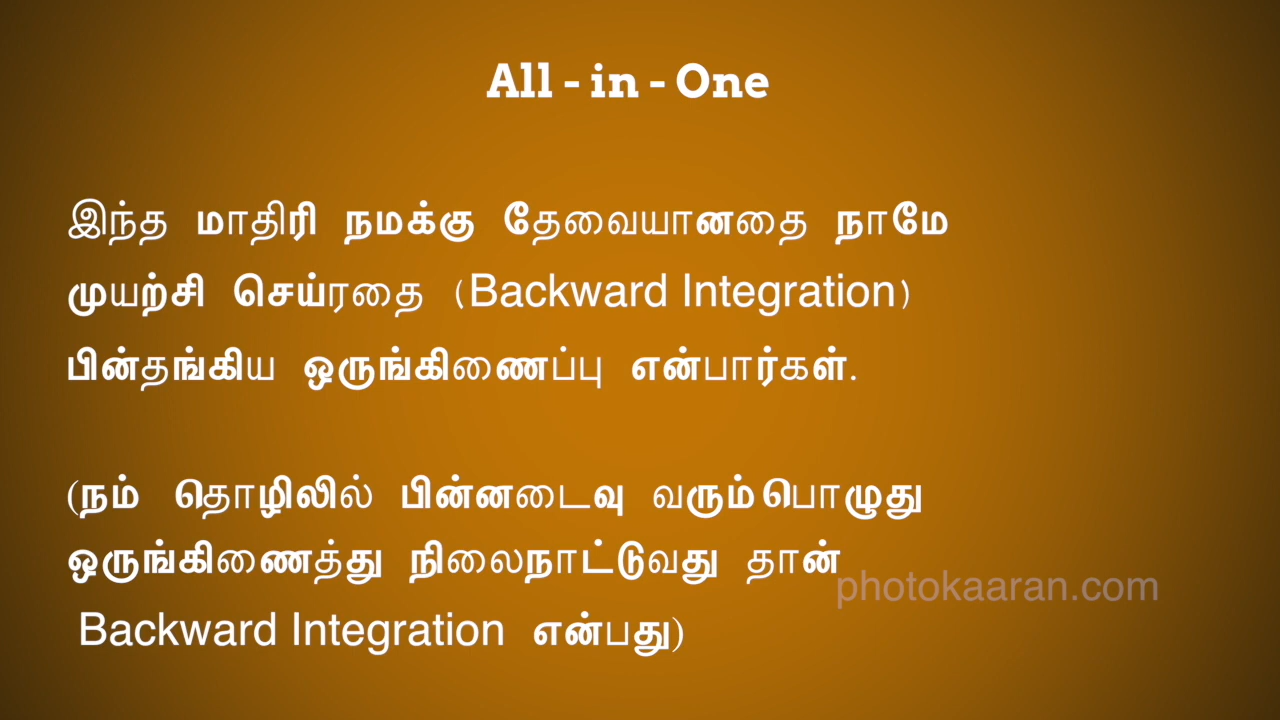 All - in - One
இந்த மாதிரி நமக்கு தேவையானதை நாமே
முயற்சி செய்ரதை (Backward Integration)
பின்தங்கிய ஒருங்கிணைப்பு என்பார்கள்.
(நம் தொழிலில் பின்னடைவு வரும்பொழுது
ஒருங்கிணைத்து நிலைநாட்டுவது தான்
photokaaran.com
Backward Integration என்பது)